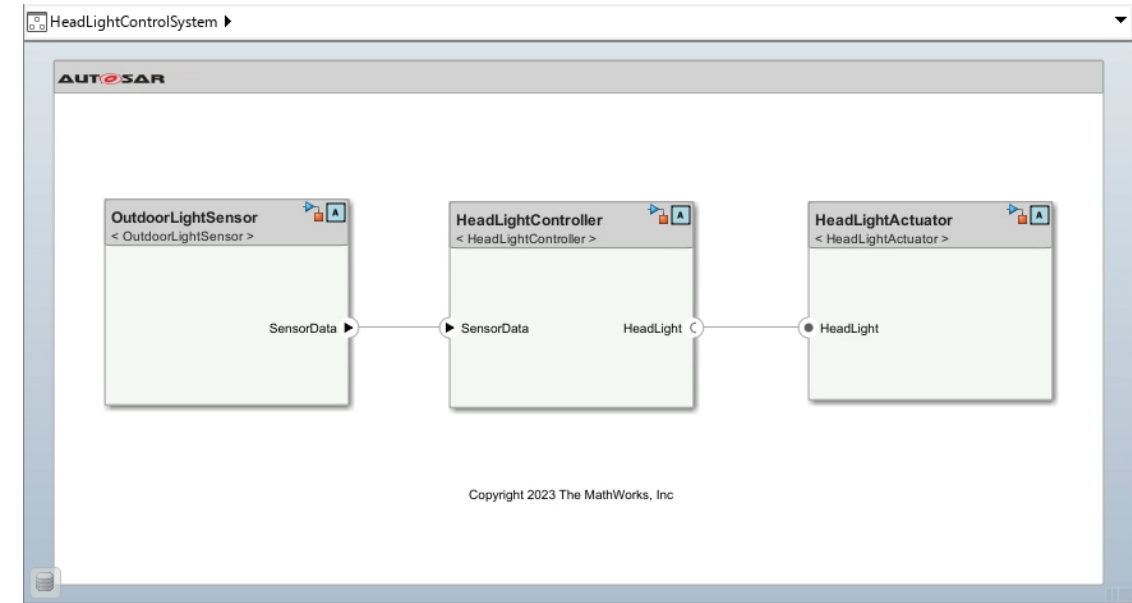 HeadLightControlSystem
AUTOSAR
OutdoorLightSensor
< OutdoorLightSensor >
SensorData
A
HeadLightController
< HeadLightController >
SensorData
HeadLight
A
HeadLightActuator
< HeadLightActuator >
HeadLight
A
Copyright 2023 The MathWorks, Inc